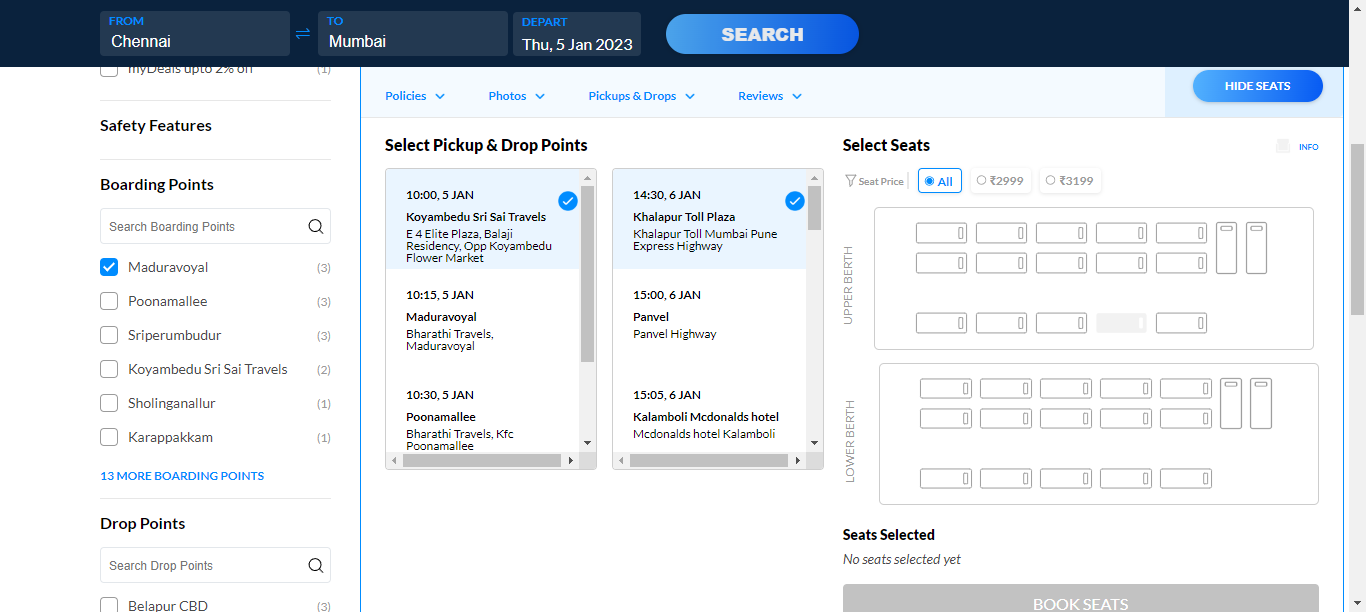 FROM
Chennai
TO
Mumbai
DEPART
Thu, 5 Jan 2023
SEARCH
myDeals upto 2% off (1)
Safety Features
Boarding Points
Search Boarding Points
Maduravoyal (3)
Poonamallee (3)
Sriperumbudur (3)
Koyambedu Sri Sai Travels (2)
Sholinganallur (1)
Karappakkam (1)
13 MORE BOARDING POINTS
Drop Points
Search Drop Points
Belapur CBD (3)
Policies
Photos
Pickups & Drops
Reviews
HIDE SEATS
Select Pickup & Drop Points
10:00, 5 JAN
Koyambedu Sri Sai Travels
E 4 Elite Plaza, Balaji
Residency, Opp Koyambedu
Flower Market
10:15, 5 JAN
Maduravoyal
Bharathi Travels,
Maduravoyal
10:30, 5 JAN
Poonamallee
Bharathi Travels, Kfc
Poonamallee
14:30, 6 JAN
Khalapur Toll Plaza
Khalapur Toll Mumbai Pune
Express Highway
15:00, 6 JAN
Panvel
Panvel Highway
15:05, 6 JAN
Kalamboli Mcdonalds hotel
Mcdonalds hotel Kalamboli
Select Seats
INFO
Seat Price
All
₹2999
₹3199
UPPER BERTH
LOWER BERTH
Seats Selected
No seats selected yet
BOOK SEATS